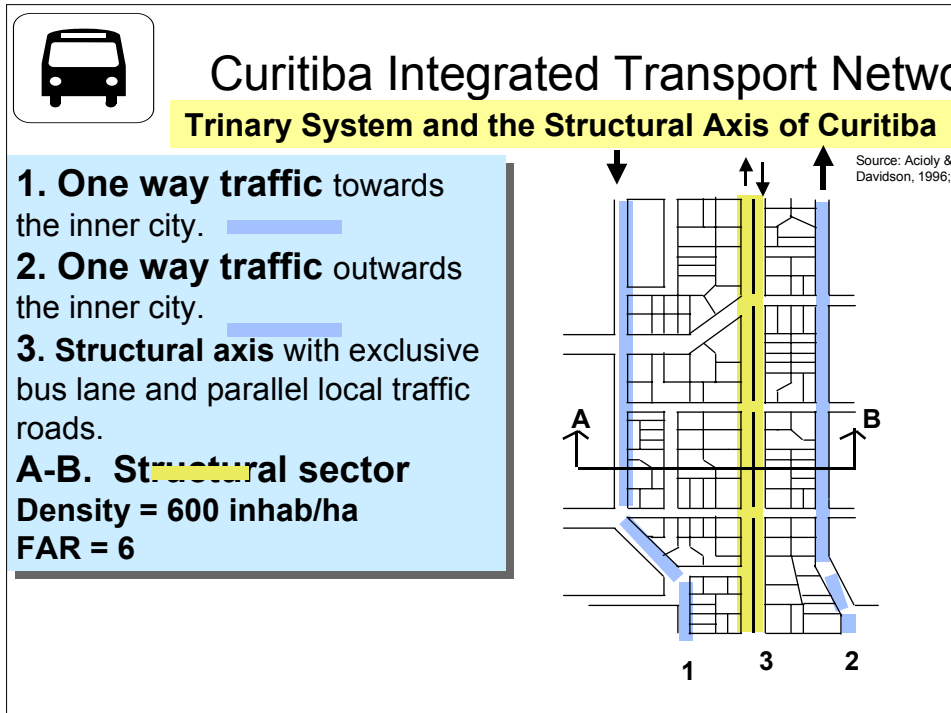 Curitiba Integrated Transport Netwo
Trinary System and the Structural Axis of Curitiba
Source: Acioly &
Davidson, 1996;
1. One way traffic towards
the inner city.
2. One way traffic outwards
the inner city.
3. Structural axis with exclusive
bus lane and parallel local traffic
roads.
A-B. Structural sector
Density = 600 inhab/ha
FAR = 6
A
B
1
3
2